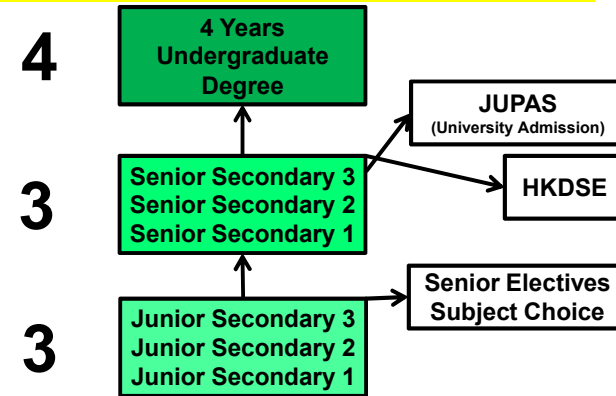 4
4 Years
Undergraduate
Degree
JUPAS
(University Admission)
3
Senior Secondary 3
Senior Secondary 2
Senior Secondary 1
HKDSE
Senior Electives
Subject Choice
3
Junior Secondary 3
Junior Secondary 2
Junior Secondary 1